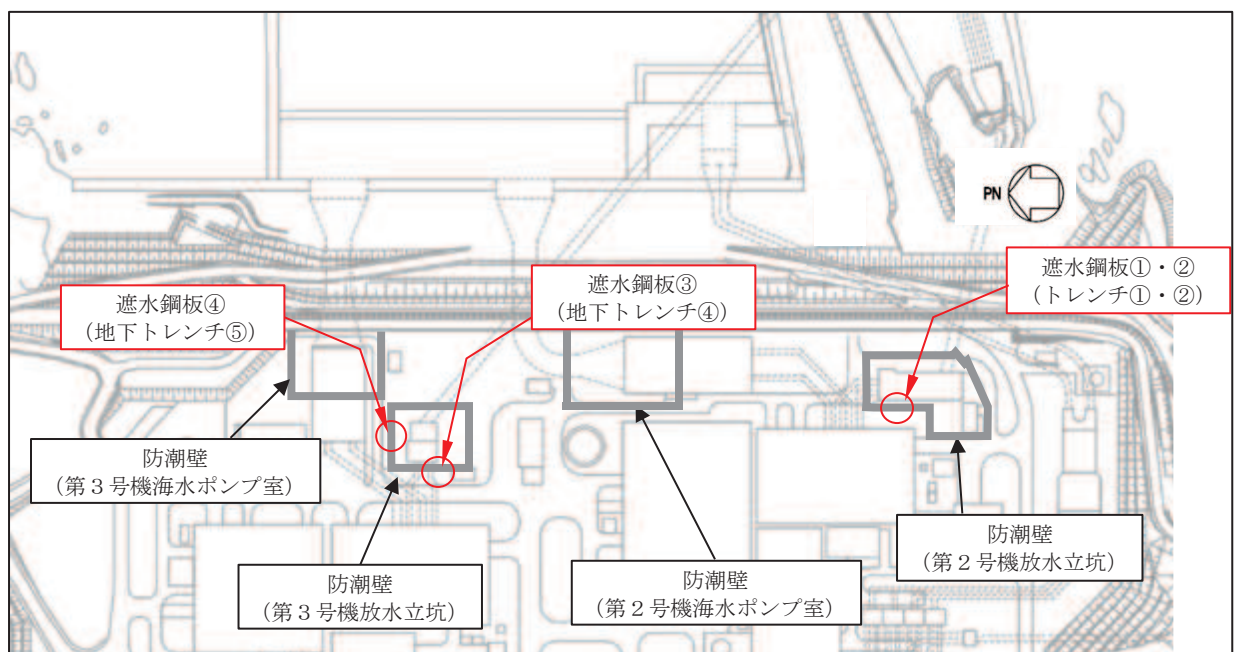 PN
遮水鋼板①・②
(トレンチ①・②)
遮水鋼板③
(地下トレンチ④)
遮水鋼板④
(地下トレンチ⑤)
防潮壁
(第3号機海水ポンプ室)
防潮壁
(第3号機放水立坑)
防潮壁
(第2号機海水ポンプ室)
防潮壁
(第2号機放水立坑)